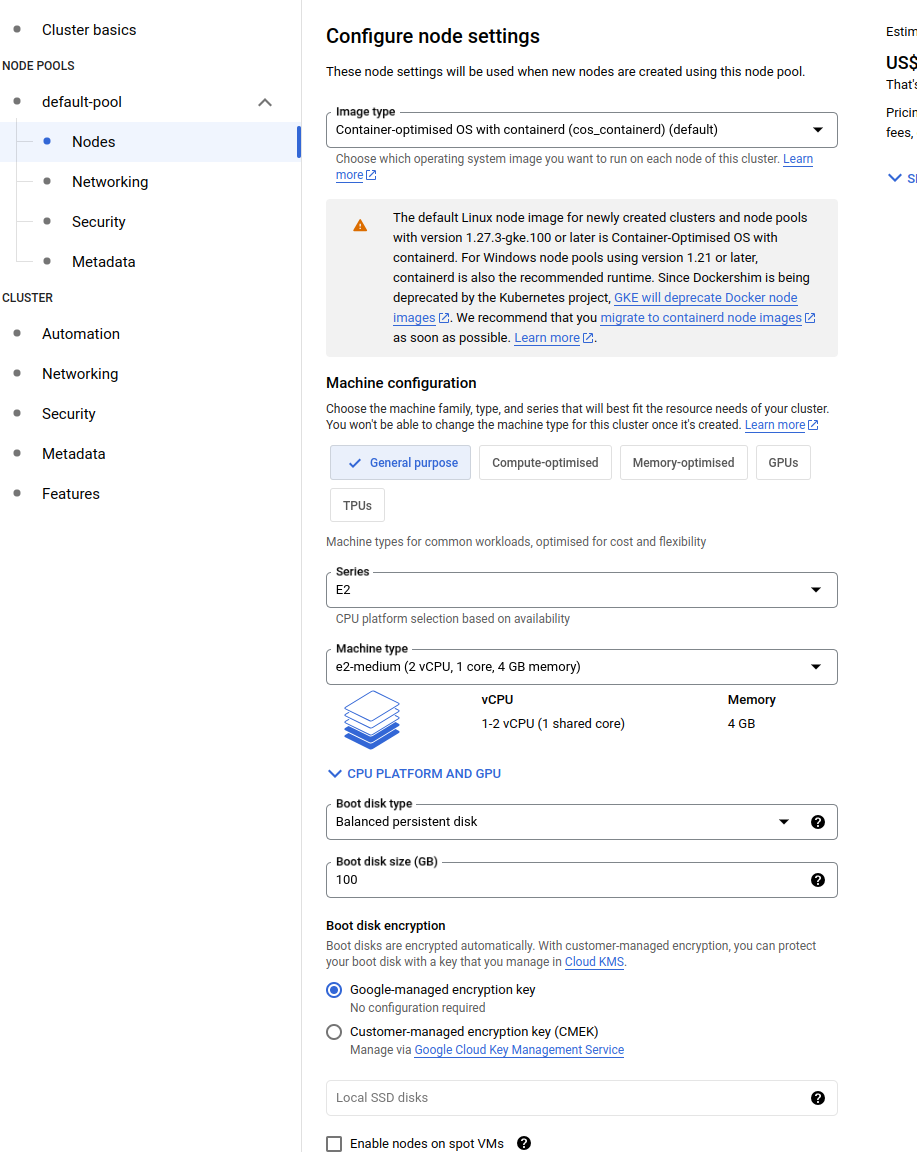 Cluster basics
NODE POOLS
default-pool
Nodes
Networking
Security
Metadata
CLUSTER
Automation
Networking
Security
Metadata
Features
Configure node settings
These node settings will be used when new nodes are created using this node pool.
Image type
Container-optimised OS with containerd (cos_containerd) (default)
Choose which operating system image you want to run on each node of this cluster. Learn
more
The default Linux node image for newly created clusters and node pools
with version 1.27.3-gke.100 or later is Container-Optimised OS with
containerd. For Windows node pools using version 1.21 or later,
containerd is also the recommended runtime. Since Dockershim is being
deprecated by the Kubernetes project, GKE will deprecate Docker node
images. We recommend that you migrate to containerd node images
as soon as possible. Learn more.
Machine configuration
Choose the machine family, type, and series that will best fit the resource needs of your cluster.
You won't be able to change the machine type for this cluster once it's created. Learn more
General purpose
Compute-optimised
Memory-optimised
GPUs
TPUs
Machine types for common workloads, optimised for cost and flexibility
Series
E2
CPU platform selection based on availability
Machine type
e2-medium (2 vCPU, 1 core, 4 GB memory)
vCPU
1-2 vCPU (1 shared core)
Memory
4 GB
CPU PLATFORM AND GPU
Boot disk type
Balanced persistent disk
Boot disk size (GB)
100
Boot disk encryption
Boot disks are encrypted automatically. With customer-managed encryption, you can protect
your boot disk with a key that you manage in Cloud KMS.
Google-managed encryption key
No configuration required
Customer-managed encryption key (CMEK)
Manage via Google Cloud Key Management Service
Local SSD disks
Enable nodes on spot VMs
Estim
US$
That's
Pricin
fees,